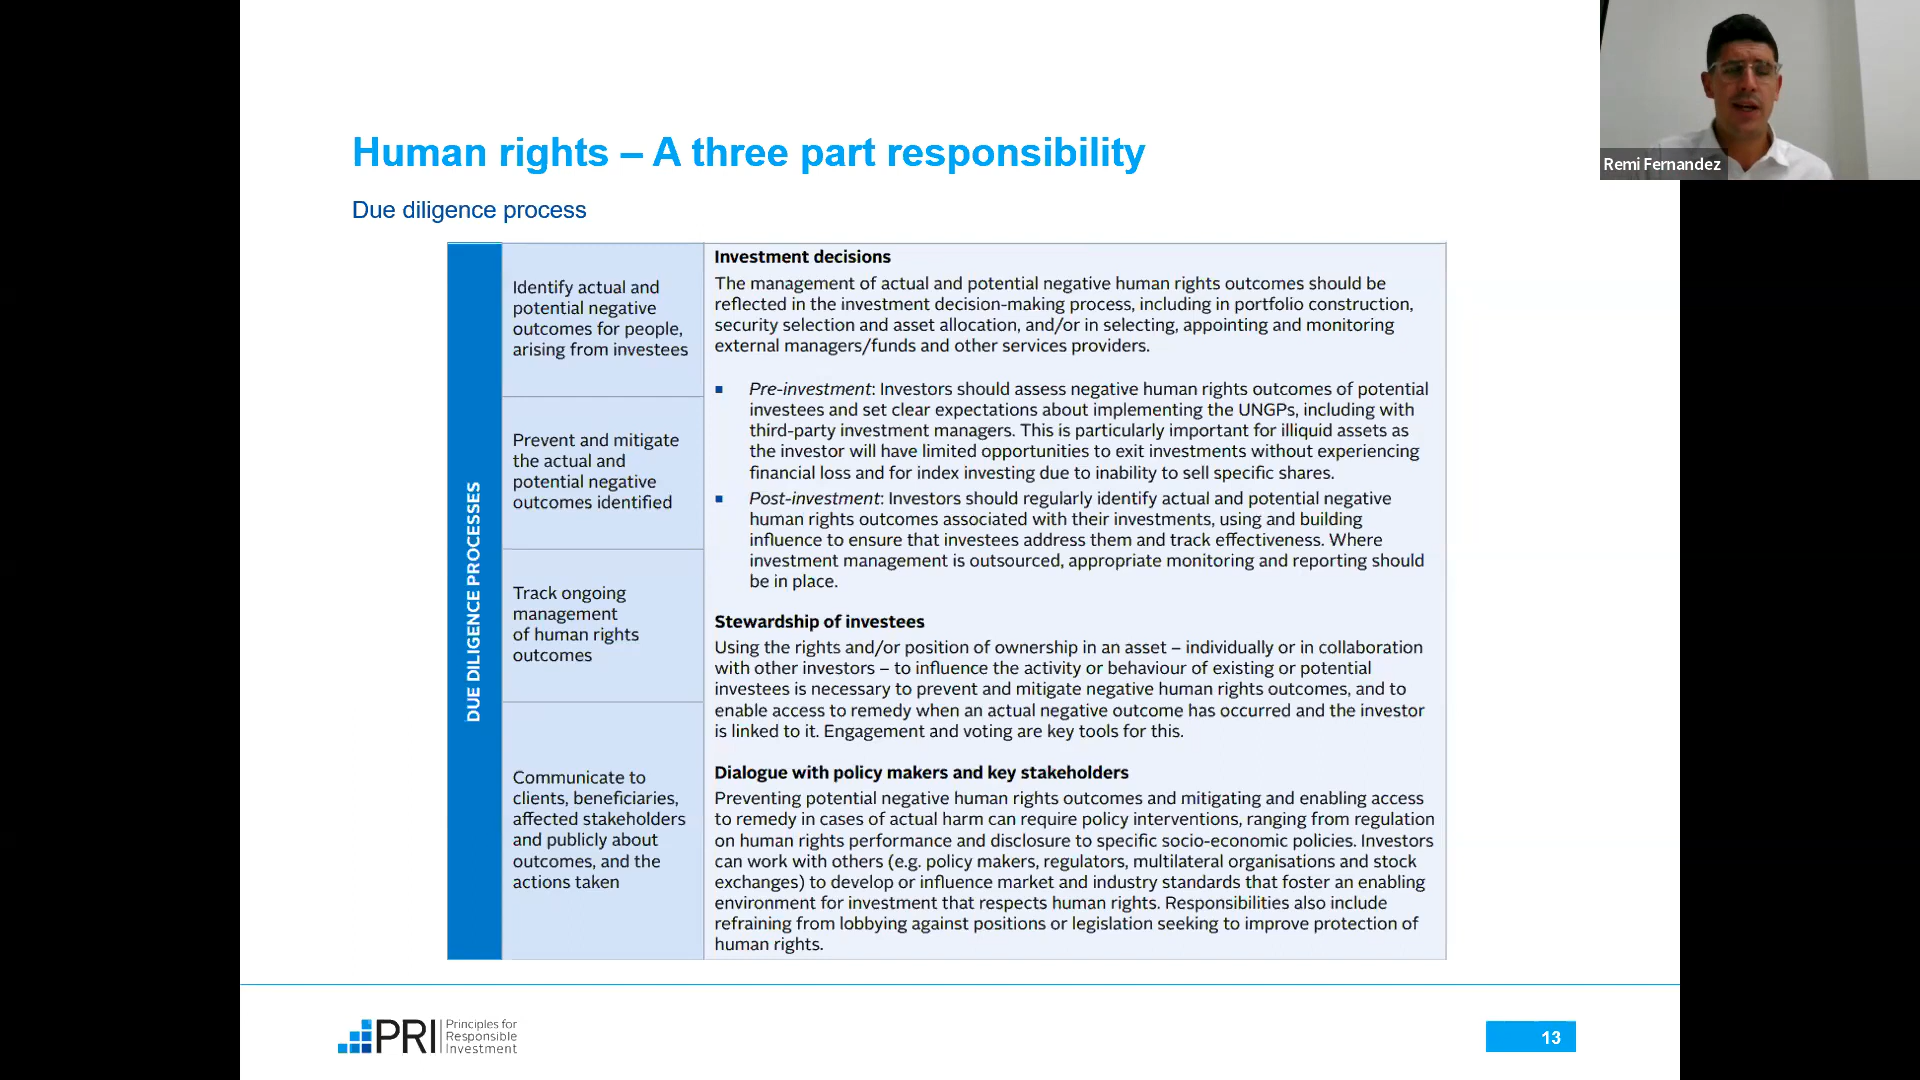 Human rights – A three part responsibility
Remi Fernandez
Due diligence process
DUE DILIGENCE PROCESSES
Identify actual and
potential negative
outcomes for people,
arising from investees
Prevent and mitigate
the actual and
potential negative
outcomes identified
Track ongoing
management
of human rights
outcomes
Communicate to
clients, beneficiaries,
affected stakeholders
and publicly about
outcomes, and the
actions taken
Investment decisions
The management of actual and potential negative human rights outcomes should be
reflected in the investment decision-making process, including in portfolio construction,
security selection and asset allocation, and/or in selecting, appointing and monitoring
external managers/funds and other services providers.
▪ Pre-investment: Investors should assess negative human rights outcomes of potential
investees and set clear expectations about implementing the UNGPs, including with
third-party investment managers. This is particularly important for illiquid assets as
the investor will have limited opportunities to exit investments without experiencing
financial loss and for index investing due to inability to sell specific shares.
▪ Post-investment: Investors should regularly identify actual and potential negative
human rights outcomes associated with their investments, using and building
influence to ensure that investees address them and track effectiveness. Where
investment management is outsourced, appropriate monitoring and reporting should
be in place.
Stewardship of investees
Using the rights and/or position of ownership in an asset – individually or in collaboration
with other investors – to influence the activity or behaviour of existing or potential
investees is necessary to prevent and mitigate negative human rights outcomes, and to
enable access to remedy when an actual negative outcome has occurred and the investor
is linked to it. Engagement and voting are key tools for this.
Dialogue with policy makers and key stakeholders
Preventing potential negative human rights outcomes and mitigating and enabling access
to remedy in cases of actual harm can require policy interventions, ranging from regulation
on human rights performance and disclosure to specific socio-economic policies. Investors
can work with others (e.g. policy makers, regulators, multilateral organisations and stock
exchanges) to develop or influence market and industry standards that foster an enabling
environment for investment that respects human rights. Responsibilities also include
refraining from lobbying against positions or legislation seeking to improve protection of
human rights.
PRI
Principles for
Responsible
Investment
13